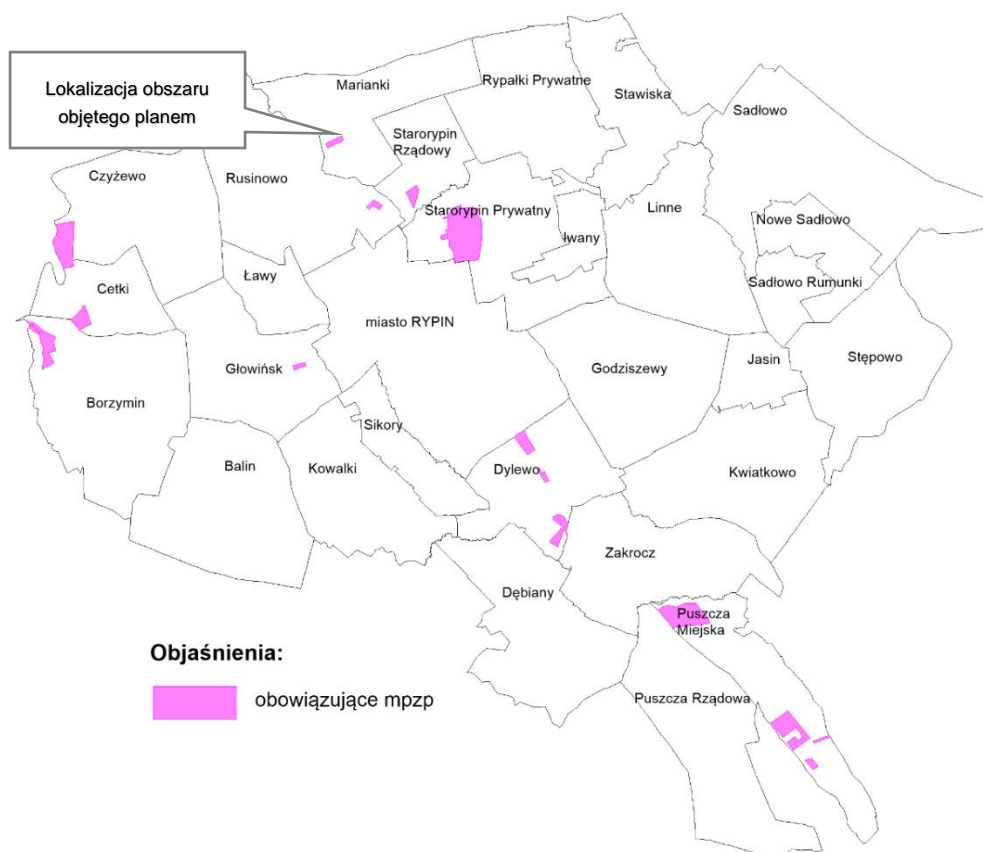 Lokalizacja obszaru
objętego planem
Marianki
Rypałki Prywatne
Stawiska
Sadłowo
Starorypin
Rządowy
Czyżewo
Rusinowo
Starorypin Prywatny
Linne
Nowe Sadłowo
Iwany
Ławy
Cetki
Sadłowo Rumunki
miasto RYPIN
Głowińsk
Godziszewy
Jasin
Stępowo
Borzymin
Sikory
Balin
Kowalki
Dylewo
Kwiatkowo
Zakrocz
Dębiany
Puszcza
Miejska
Objaśnienia:
obowiązujące mpzp
Puszcza Rządowa